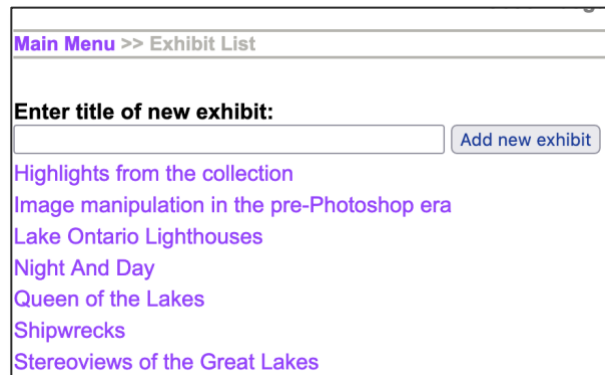 Main Menu >> Exhibit List
Enter title of new exhibit:
Add new exhibit
Highlights from the collection
Image manipulation in the pre-Photoshop era
Lake Ontario Lighthouses
Night And Day
Queen of the Lakes
Shipwrecks
Stereoviews of the Great Lakes